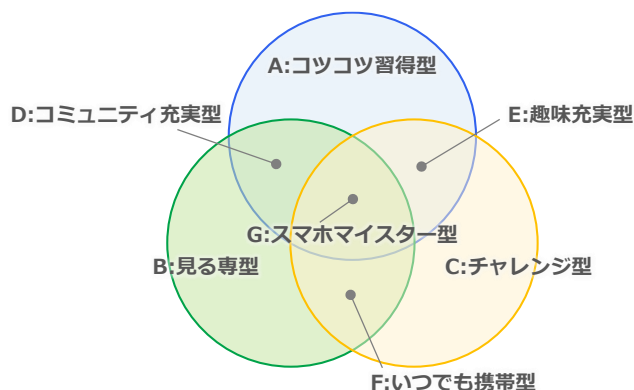 A:コツコツ習得型
D:コミュニティ充実型
E:趣味充実型
G:スマホマイスター型
B:見る専型
C:チャレンジ型
F:いつでも携帯型